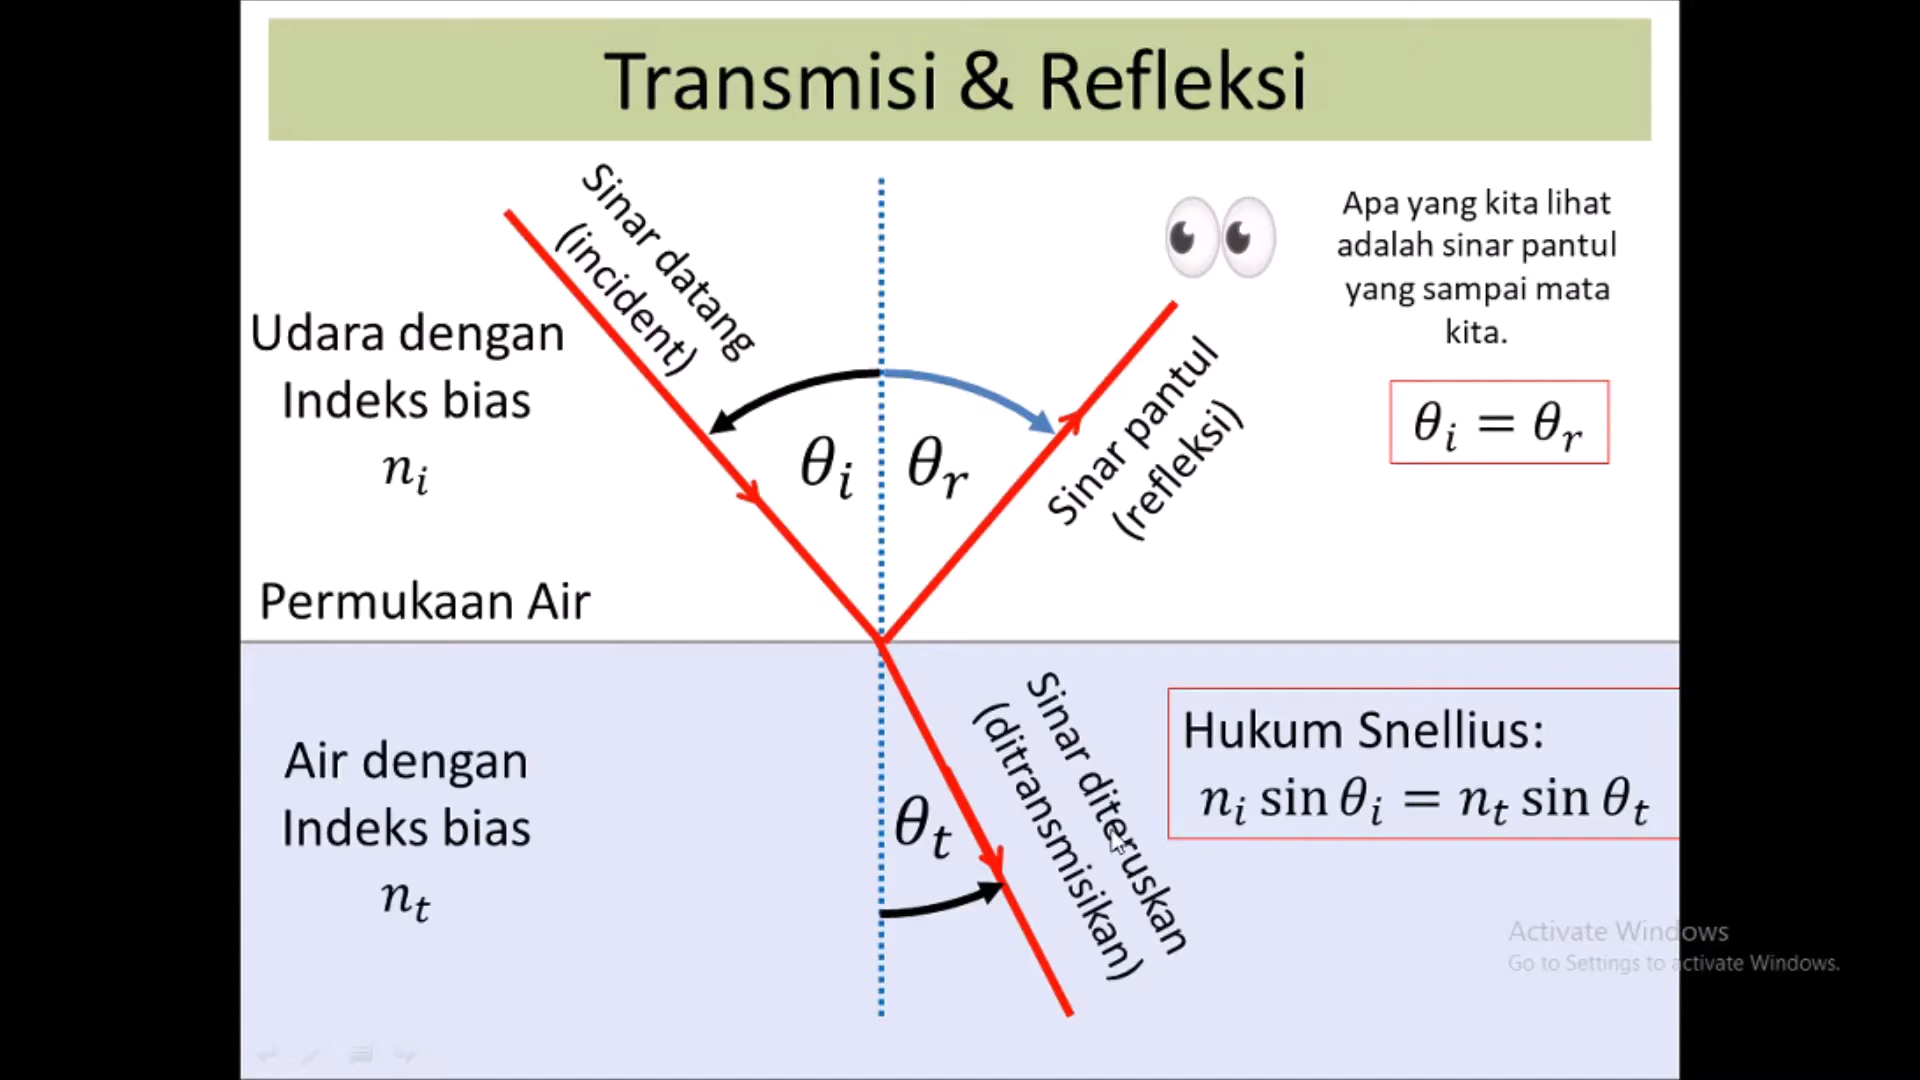 Transmisi & Refleksi
Sinar datang
(incident)
Apa yang kita lihat
adalah sinar pantul
yang sampai mata
kita.
Udara dengan
Indeks bias
nᵢ
θᵢ
θᵣ
Sinar pantul
(refleksi)
θᵢ = θᵣ
Permukaan Air
Sinar diteruskan
(ditransmisikan)
Hukum Snellius:
nᵢ sin θᵢ = nₜ sin θₜ
Air dengan
Indeks bias
nₜ
θₜ
Activate Windows
Go to Settings to activate Windows.